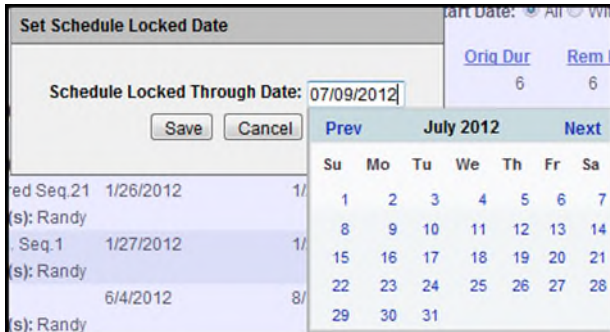 Set Schedule Locked Date
Start Date: All
Schedule Locked Through Date: 07/09/2012
Save Cancel
Orig Dur Rem
6 6
Prev July 2012 Next
Su Mo Tu We Th Fr Sa
1 2 3 4 5 6 7
8 9 10 11 12 13 14
15 16 17 18 19 20 21
22 23 24 25 26 27 28
29 30 31
Seq.21 1/26/2012 1/
(s): Randy
Seq.1 1/27/2012 1/
(s): Randy
6/4/2012 8/
(s): Randy